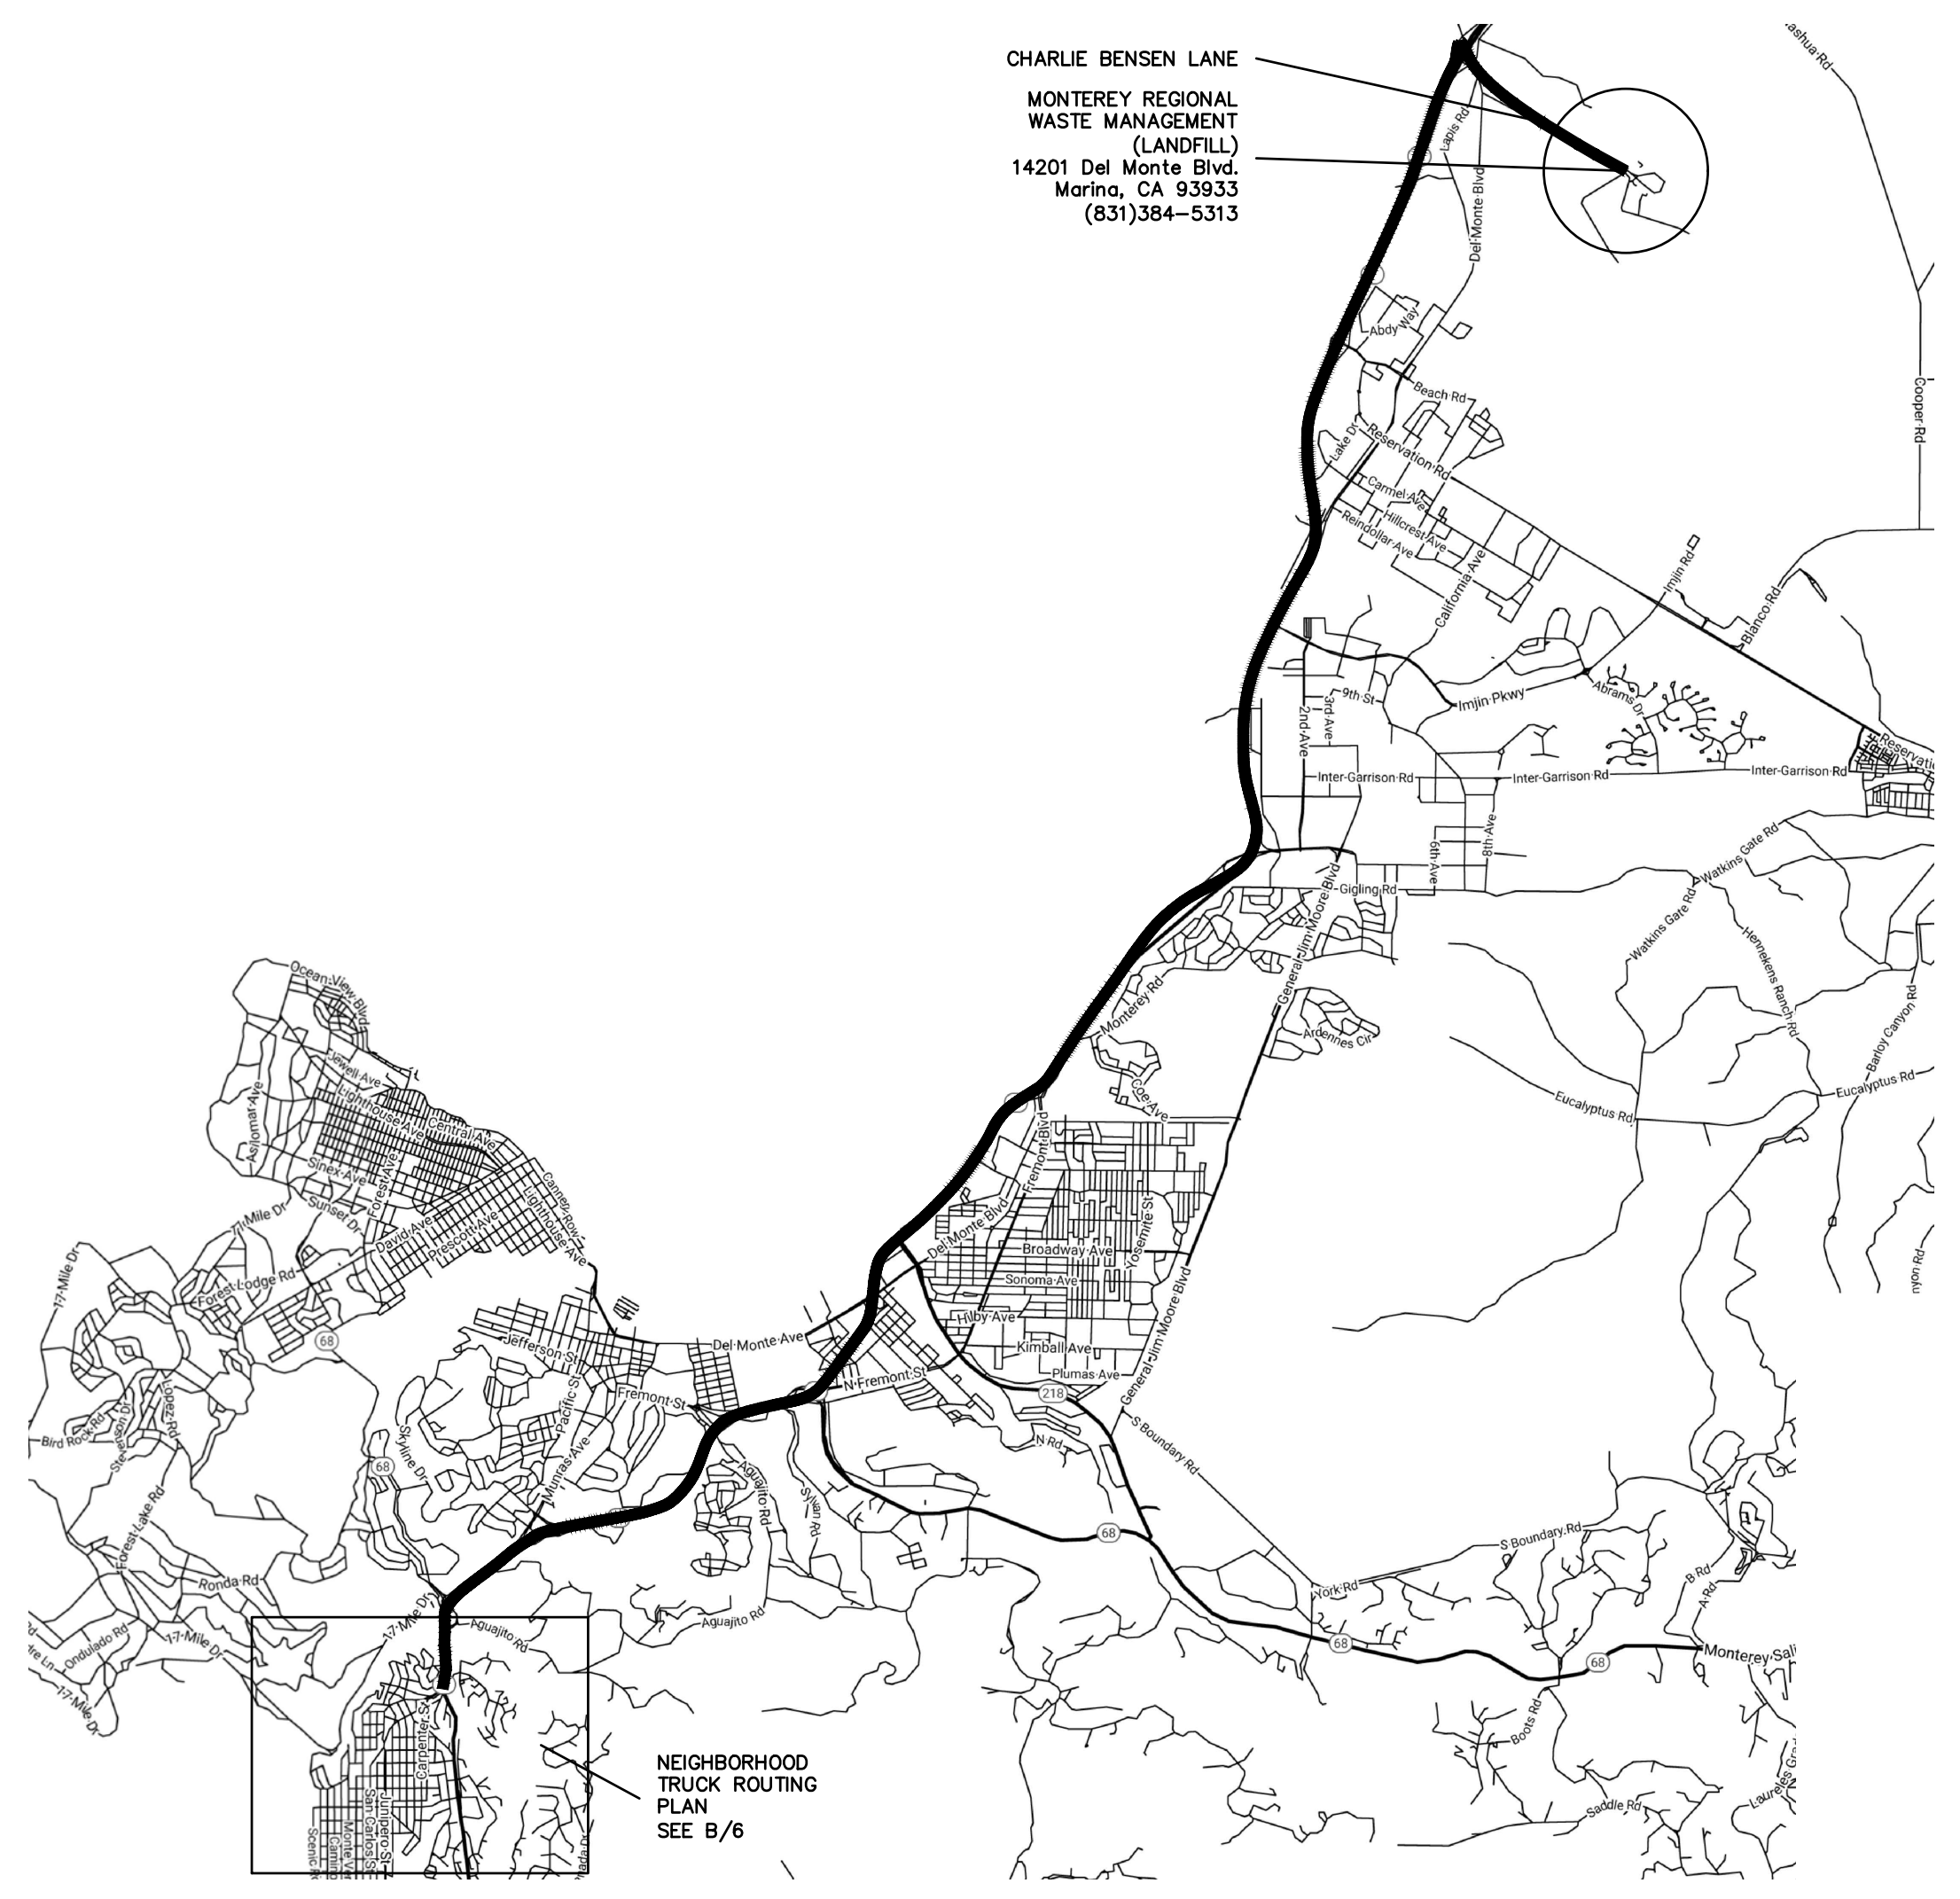 CHARLIE BENSEN LANE
MONTEREY REGIONAL
WASTE MANAGEMENT
(LANDFILL)
14201 Del Monte Blvd.
Marina, CA 93933
(831)384-5313
Lapis Rd
Del Monte Blvd
Abdy Way
Beach Rd
Cooper Rd
Lake Dr
Reservation Rd
Carmel Ave
Hillcrest Ave
Reindollar Ave
California Ave
Imjin Rd
Blanco Rd
9th St
Imjin Pkwy
Abrams Dr
2nd Ave
3rd Ave
Inter-Garrison Rd
Inter-Garrison Rd
Inter-Garrison Rd
6th Ave
8th Ave
Watkins Gate Rd
Gigling Rd
Watkins Gate Rd
General Jim Moore Blvd
Hennekens Ranch Rd
Monterey Rd
Ardennes Cir
Barloy Canyon Rd
Coe Ave
Eucalyptus Rd
Eucalyptus Rd
Ocean View Blvd
Jewell Ave
Lighthouse Ave
Central Ave
Asilomar Ave
Sinex Ave
Forest Ave
Sunset Dr
Cannery Row
Lighthouse Ave
David Ave
Prescott Ave
17 Mile Dr
17-Mile Dr
Forest Lodge Rd
68
Fremont Blvd
Del Monte Blvd
Yosemite St
Broadway Ave
Sonoma Ave
Hilby Ave
Kimball Ave
Plumas Ave
General Jim Moore Blvd
Del Monte Ave
Jefferson St
Pacific St
Fremont St
N Fremont St
218
Lopez Rd
Bird Rock Rd
Stevenson Dr
Skyline Dr
68
Munras Ave
Aguajito Rd
Sylvan Rd
N Rd
S Boundary Rd
Forest Lake Rd
68
S Boundary Rd
Ronda Rd
York Rd
B Rd
A Rd
17-Mile Dr
Aguajito Rd
Aguajito Rd
Ondulado Rd
17-Mile Dr
68
68
17-Mile Dr
Boots Rd
Carpenter St
Saddle Rd
NEIGHBORHOOD
TRUCK ROUTING
PLAN
SEE B/6
San Carlos St
Junipero St